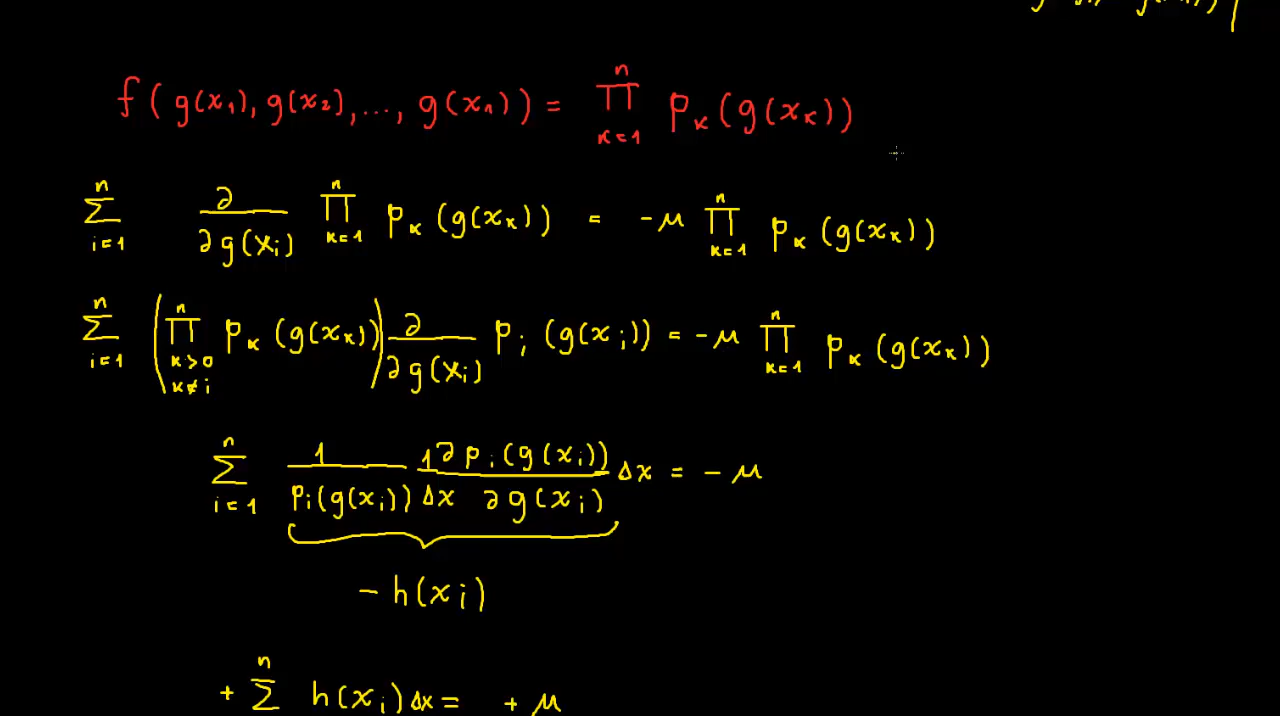 f(g(x₁), g(x₂), ..., g(xₙ)) = ∏ₖ₌₁ⁿ pₖ(g(xₖ))
∑ᵢ₌₁ⁿ ∂/∂g(xᵢ) ∏ₖ₌₁ⁿ pₖ(g(xₖ)) = -μ ∏ₖ₌₁ⁿ pₖ(g(xₖ))
∑ᵢ₌₁ⁿ (∏ⁿ_{k>0, k≠i} pₖ(g(xₖ))) ∂/∂g(xᵢ) pᵢ(g(xᵢ)) = -μ ∏ₖ₌₁ⁿ pₖ(g(xₖ))
∑ᵢ₌₁ⁿ 1/pᵢ(g(xᵢ)) 1/Δx ∂pᵢ(g(xᵢ))/∂g(xᵢ) Δx = -μ
-h(xᵢ)
+ ∑ⁿ h(xᵢ)Δx = +μ